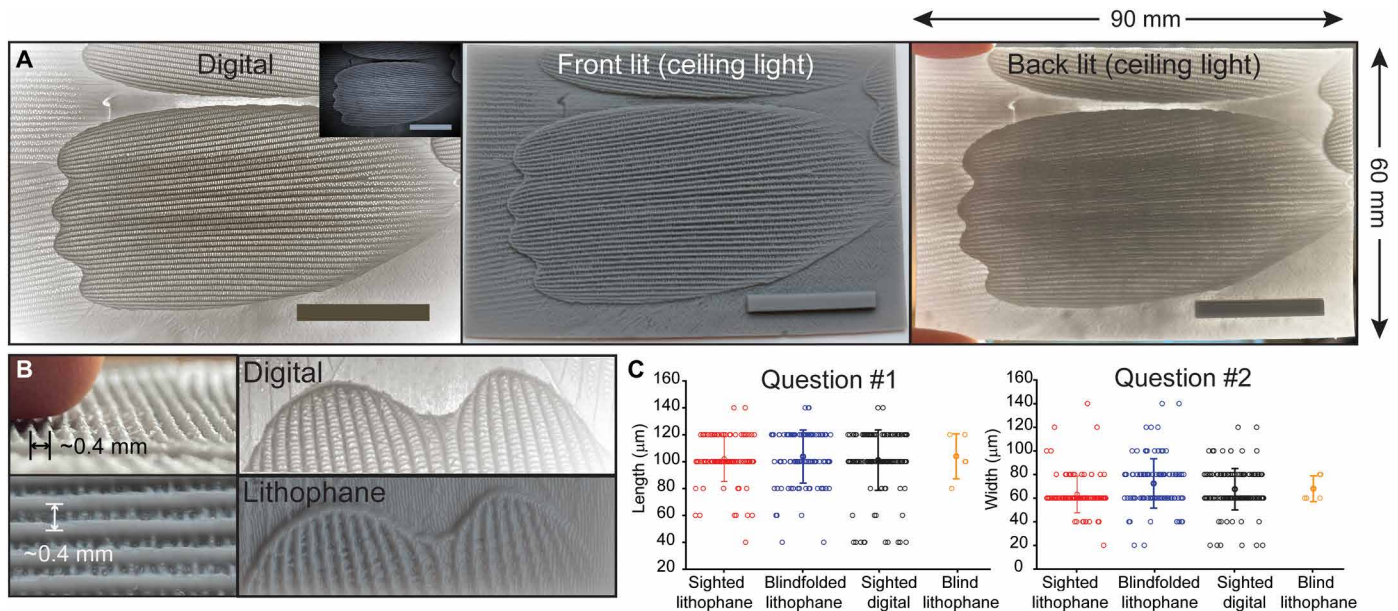 90 mm
A
Digital
Front lit (ceiling light)
Back lit (ceiling light)
60 mm
B
~0.4 mm
~0.4 mm
Digital
Lithophane
C
Question #1
Length (μm)
160
140
120
100
80
60
40
20
Sighted lithophane
Blindfolded lithophane
Sighted digital
Blind lithophane
Question #2
Width (μm)
160
140
120
100
80
60
40
20
0
Sighted lithophane
Blindfolded lithophane
Sighted digital
Blind lithophane